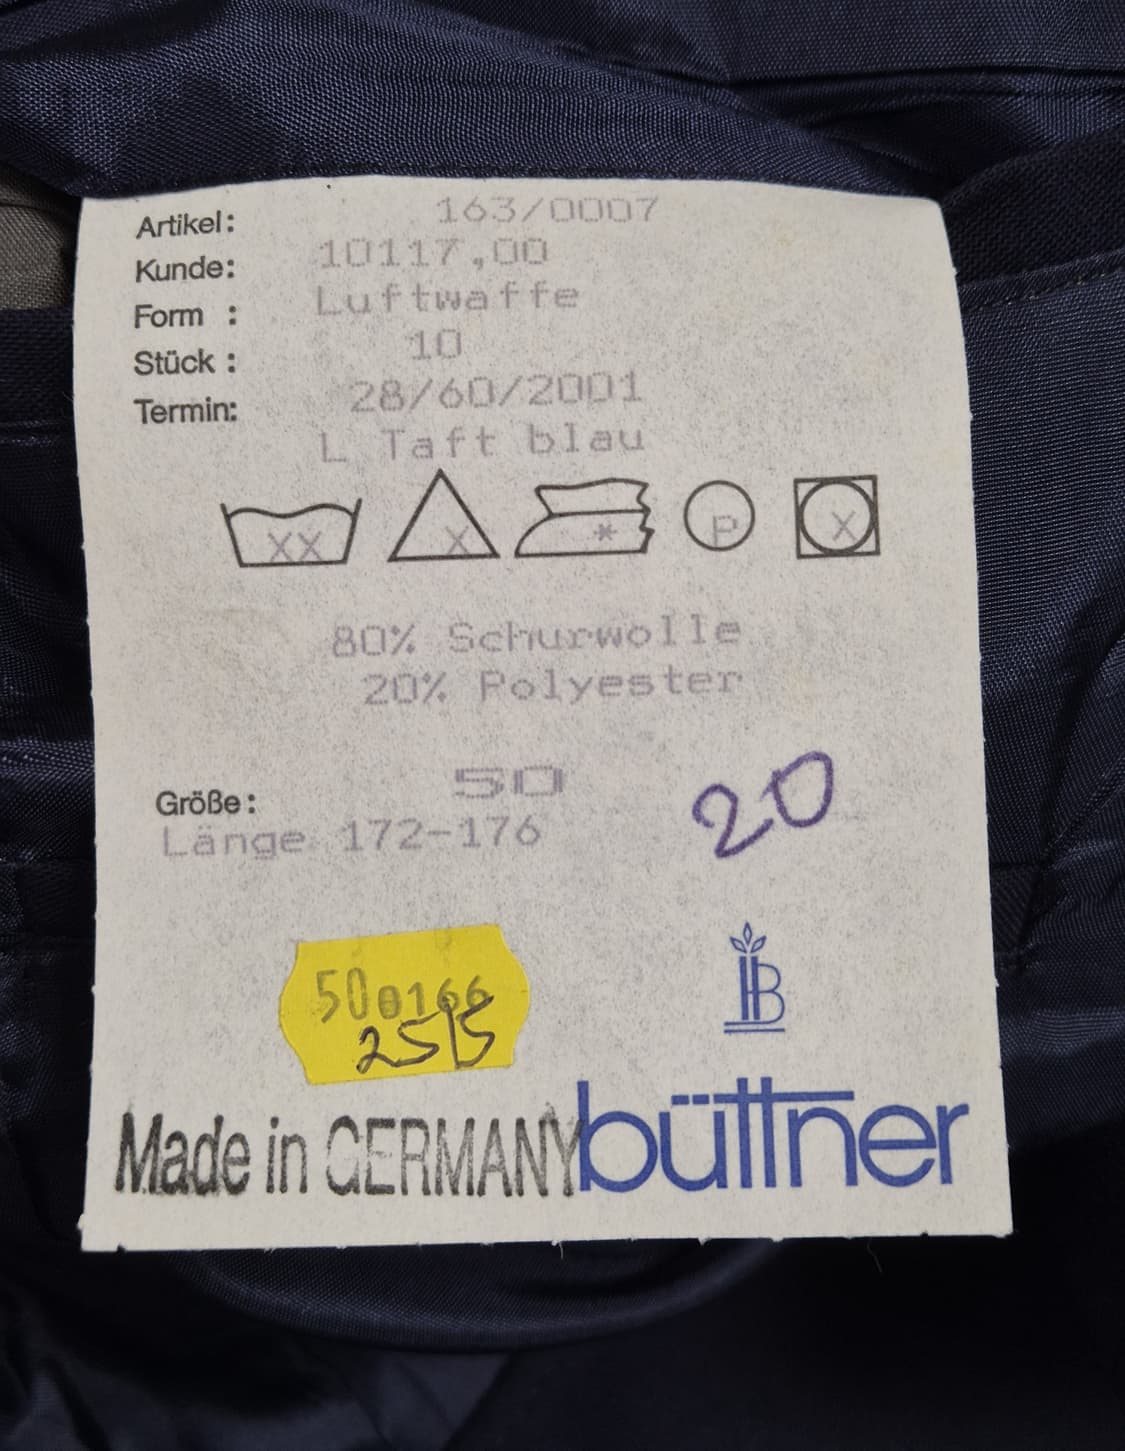 Artikel: 163/0007
Kunde: 10117,00
Form : Luftwaffe
Stück : 10
Termin: 28/60/2001
L Taft blau
XX X * P X
80% Schurwolle
20% Polyester
Größe: 50
Länge 172-176
20
500166
2515
B
Made in GERMANY büttner